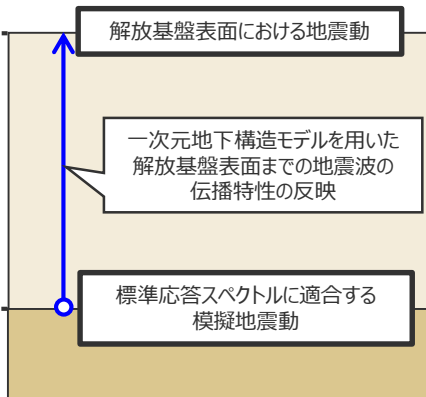 解放基盤表面における地震動
一次元地下構造モデルを用いた
解放基盤表面までの地震波の
伝播特性の反映
標準応答スペクトルに適合する
模擬地震動